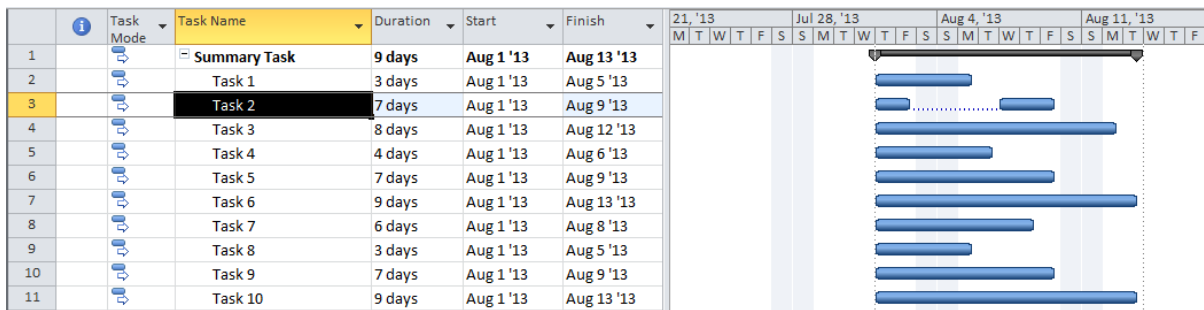 Task Mode Task Name Duration Start Finish 21, '13 Jul 28, '13 Aug 4, '13 Aug 11, '13
M T W T F S S M T W T F S S M T W T F S S M T W T F
1 Summary Task 9 days Aug 1 '13 Aug 13 '13
2 Task 1 3 days Aug 1 '13 Aug 5 '13
3 Task 2 7 days Aug 1 '13 Aug 9 '13
4 Task 3 8 days Aug 1 '13 Aug 12 '13
5 Task 4 4 days Aug 1 '13 Aug 6 '13
6 Task 5 7 days Aug 1 '13 Aug 9 '13
7 Task 6 9 days Aug 1 '13 Aug 13 '13
8 Task 7 6 days Aug 1 '13 Aug 8 '13
9 Task 8 3 days Aug 1 '13 Aug 5 '13
10 Task 9 7 days Aug 1 '13 Aug 9 '13
11 Task 10 9 days Aug 1 '13 Aug 13 '13